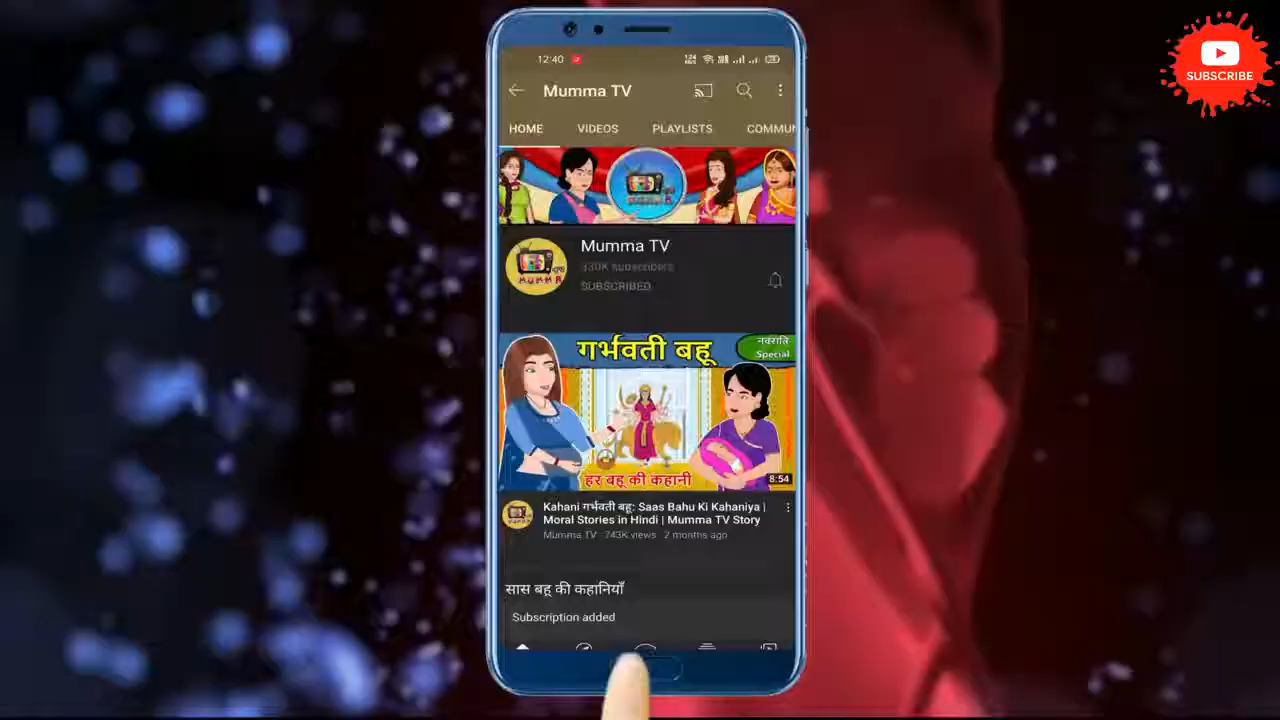 SUBSCRIBE
12:40
Mumma TV
HOME VIDEOS PLAYLISTS COMMUN
Mumma TV
330K subscribers
SUBSCRIBED
गर्भवती बहू
नवरात्रि
Special
हर बहू की कहानी
8:54
Kahani गर्भवती बहू: Saas Bahu Ki Kahaniya |
Moral Stories in Hindi | Mumma TV Story
Mumma TV 743K views 2 months ago
सास बहू की कहानियाँ
Subscription added